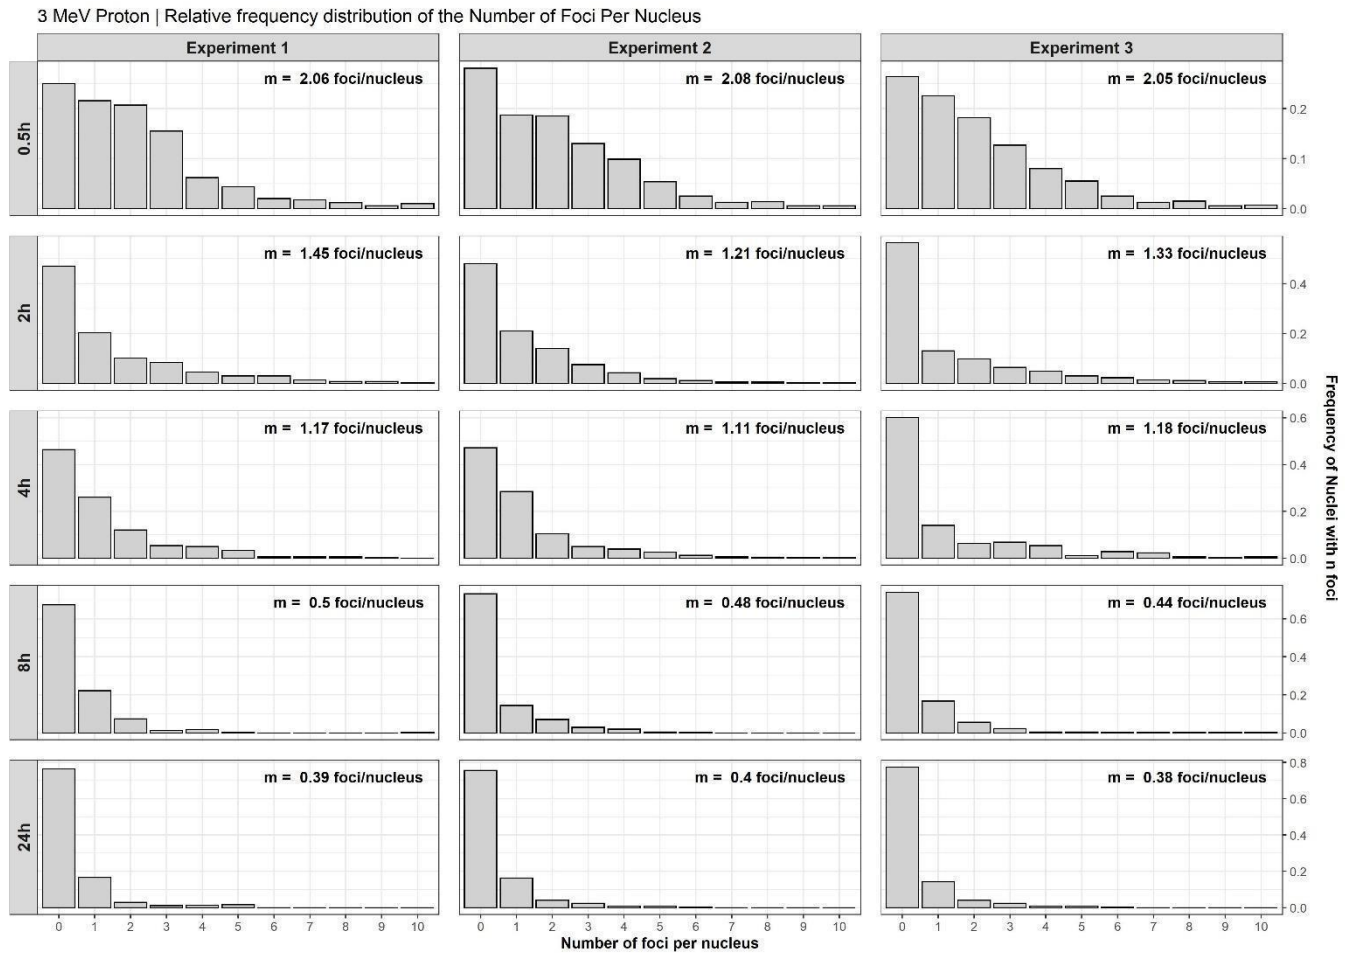 3 MeV Proton | Relative frequency distribution of the Number of Foci Per Nucleus
Experiment 1
Experiment 2
Experiment 3
0.5h
m = 2.06 foci/nucleus
m = 2.08 foci/nucleus
m = 2.05 foci/nucleus
0.2
0.1
0.0
2h
m = 1.45 foci/nucleus
m = 1.21 foci/nucleus
m = 1.33 foci/nucleus
0.4
0.2
0.0
4h
m = 1.17 foci/nucleus
m = 1.11 foci/nucleus
m = 1.18 foci/nucleus
0.6
0.4
0.2
0.0
8h
m = 0.5 foci/nucleus
m = 0.48 foci/nucleus
m = 0.44 foci/nucleus
0.6
0.4
0.2
0.0
24h
m = 0.39 foci/nucleus
m = 0.4 foci/nucleus
m = 0.38 foci/nucleus
0.8
0.6
0.4
0.2
0.0
0 1 2 3 4 5 6 7 8 9 10
0 1 2 3 4 5 6 7 8 9 10
0 1 2 3 4 5 6 7 8 9 10
Number of foci per nucleus
Frequency of Nuclei with n foci